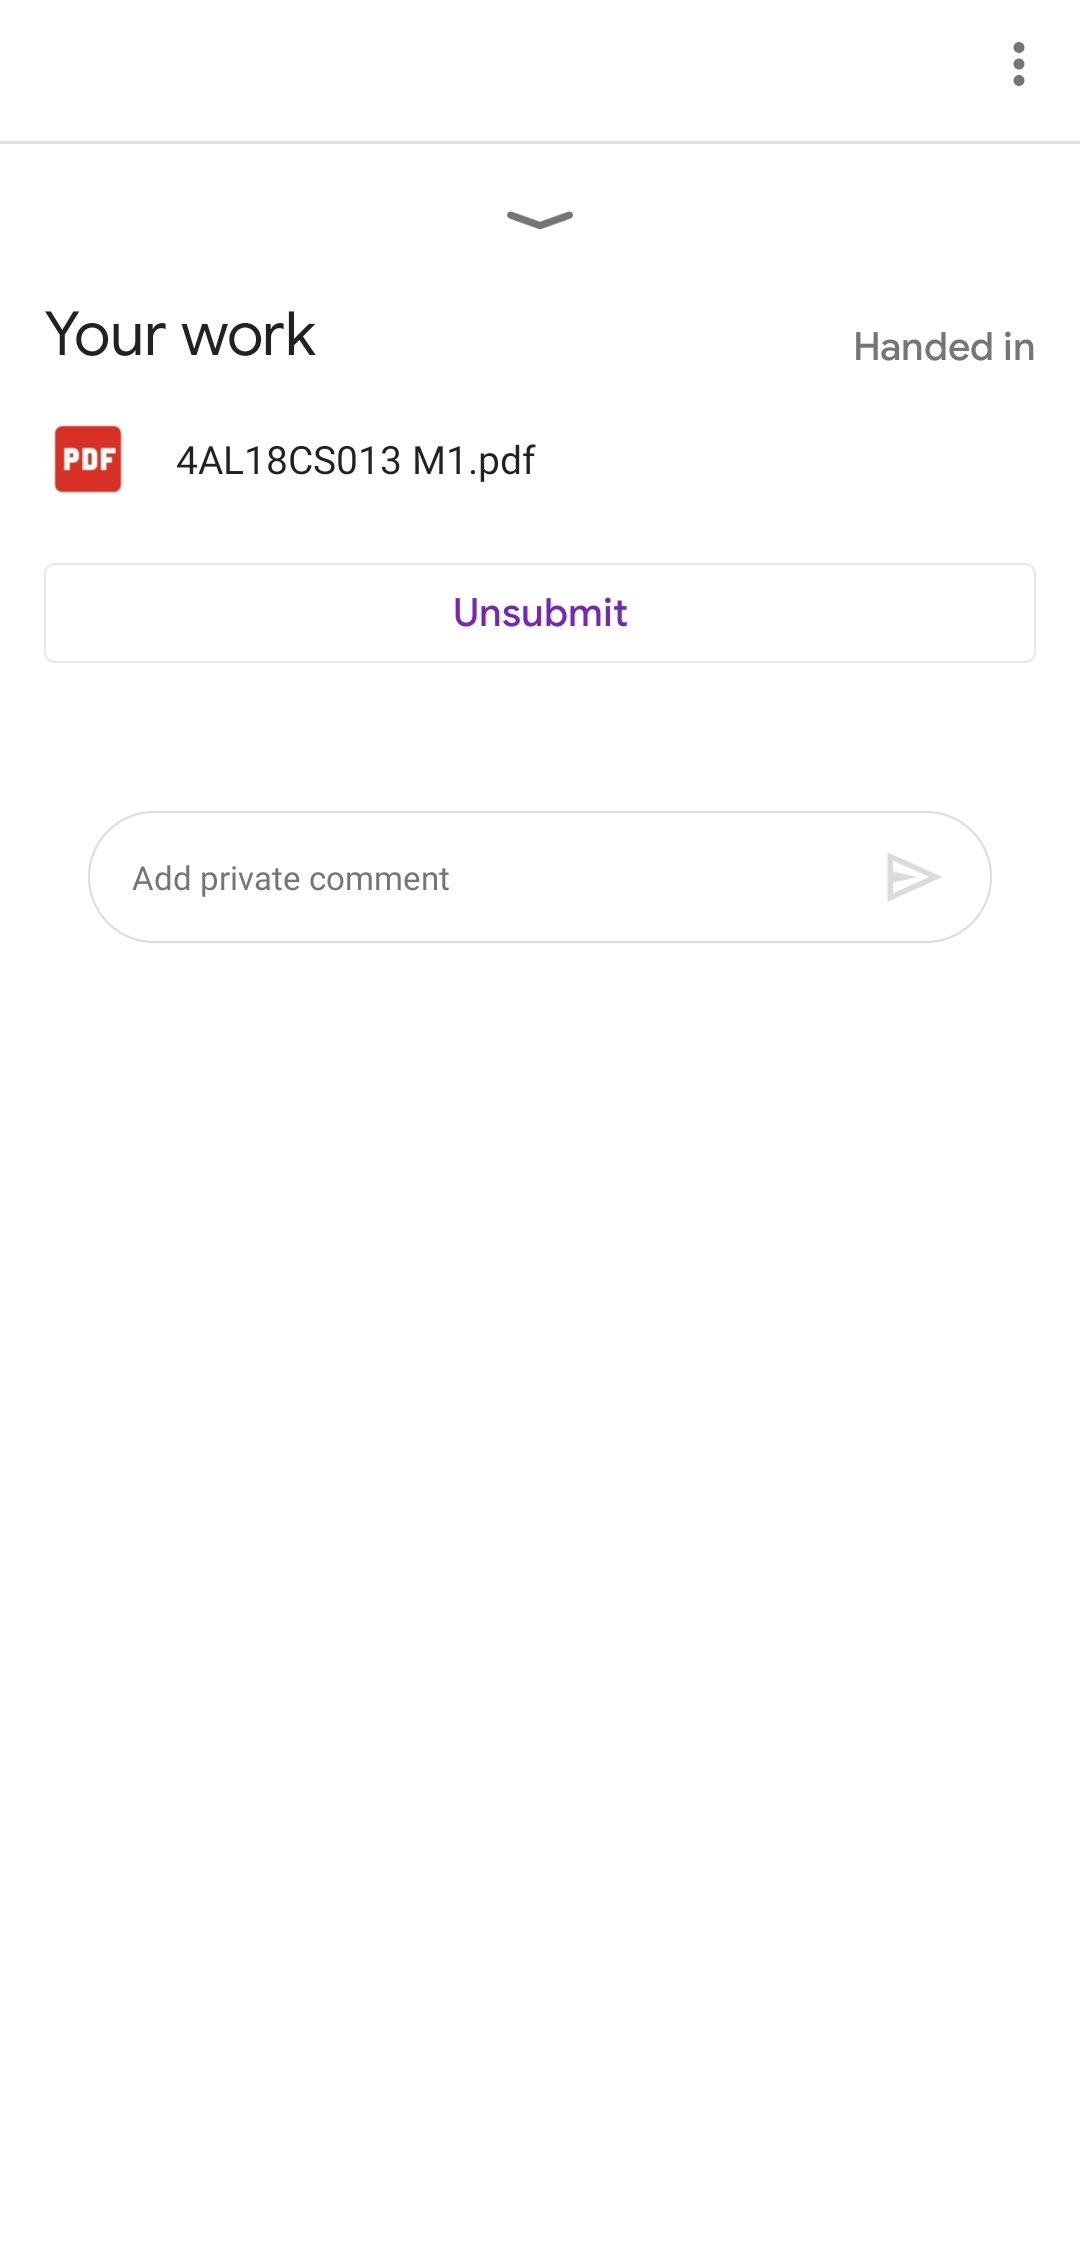 Your work
Handed in
PDF
4AL18CS013 M1.pdf
Unsubmit
Add private comment